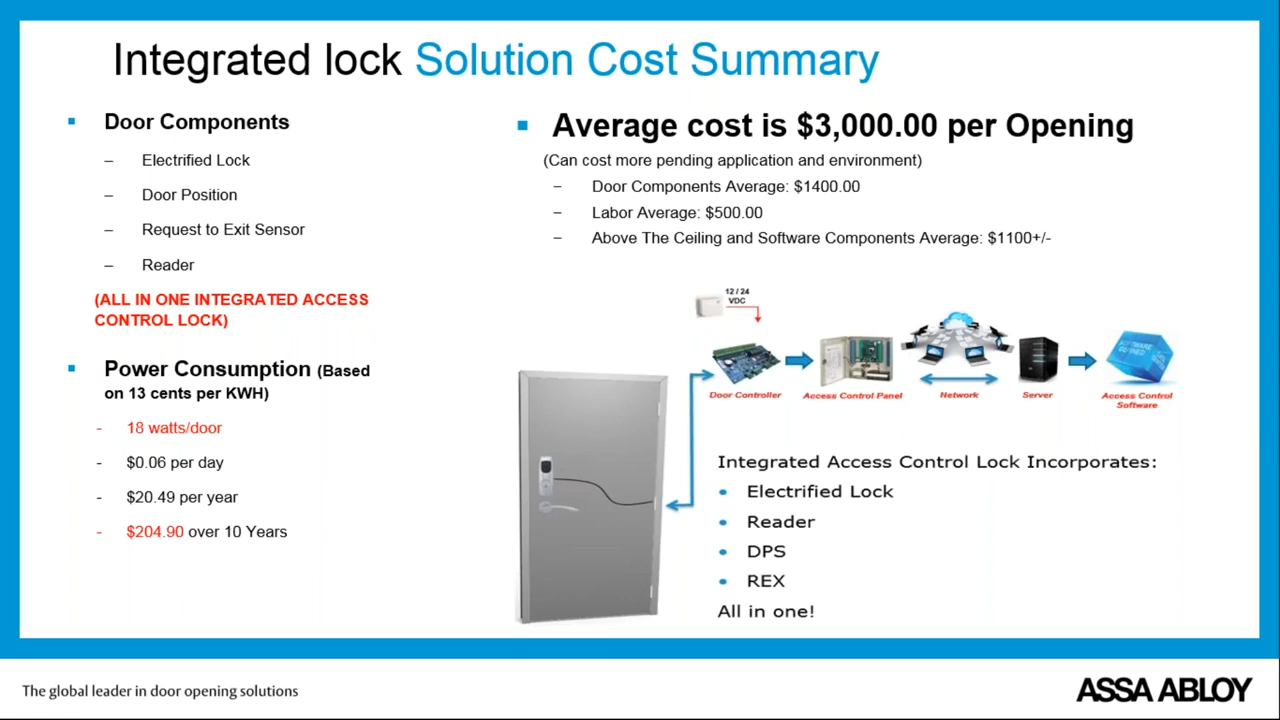 Integrated lock Solution Cost Summary
Door Components
– Electrified Lock
– Door Position
– Request to Exit Sensor
– Reader
(ALL IN ONE INTEGRATED ACCESS
CONTROL LOCK)
Power Consumption (Based
on 13 cents per KWH)
- 18 watts/door
- $0.06 per day
- $20.49 per year
- $204.90 over 10 Years
Average cost is $3,000.00 per Opening
(Can cost more pending application and environment)
– Door Components Average: $1400.00
– Labor Average: $500.00
– Above The Ceiling and Software Components Average: $1100+/-
12 / 24
VDC
SOFTWARE
DEFINED
Door Controller
Access Control Panel
Network
Server
Access Control
Software
Integrated Access Control Lock Incorporates:
• Electrified Lock
• Reader
• DPS
• REX
All in one!
The global leader in door opening solutions
ASSA ABLOY